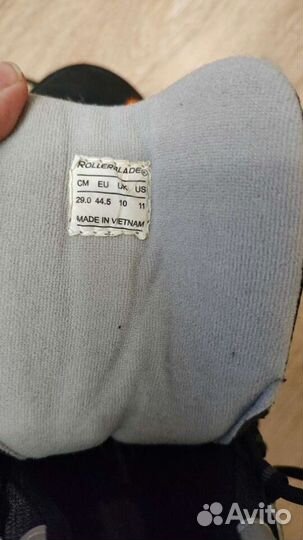 ROLLERBLADE®
CM EU UK US
29.0 44.5 10 11
MADE IN VIETNAM
Avito